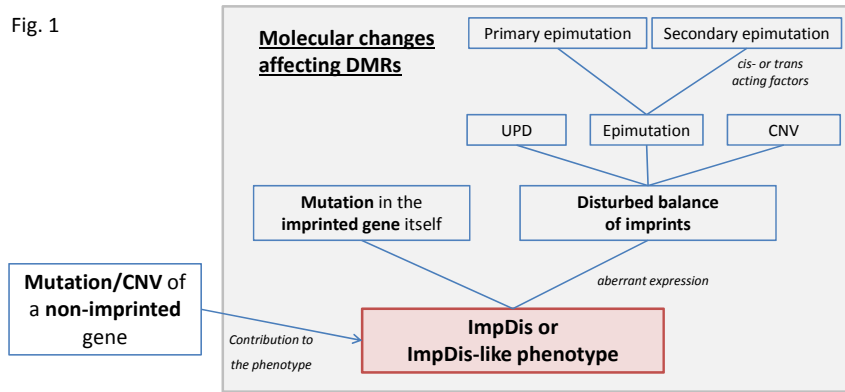 Fig. 1
Molecular changes
affecting DMRs
Primary epimutation
Secondary epimutation
cis- or trans
acting factors
UPD
Epimutation
CNV
Mutation in the
imprinted gene itself
Disturbed balance
of imprints
aberrant expression
Mutation/CNV of
a non-imprinted
gene
Contribution to
the phenotype
ImpDis or
ImpDis-like phenotype